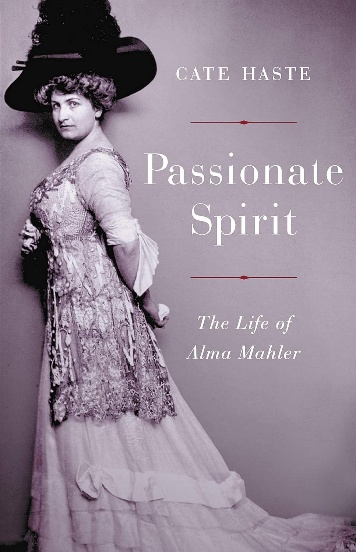 CATE HASTE
Passionate
Spirit
The Life of
Alma Mahler